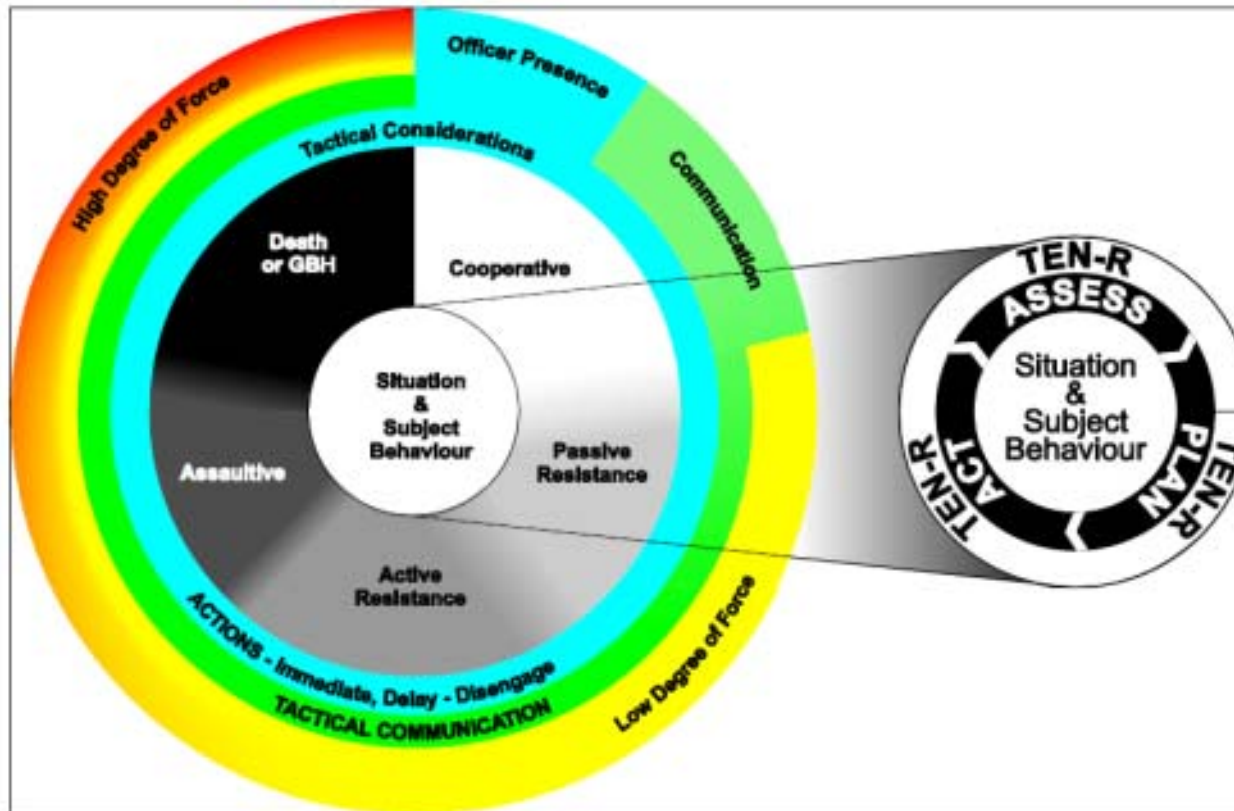 High Degree of Force
Officer Presence
Communication
Low Degree of Force
Tactical Considerations
ACTIONS - Immediate, Delay - Disengage
TACTICAL COMMUNICATION
Death
or GBH
Cooperative
Assaultive
Passive
Resistance
Active
Resistance
Situation
&
Subject
Behaviour
TEN-R
ASSESS
TEN-R
PLAN
TEN-R
ACT
Situation
&
Subject
Behaviour